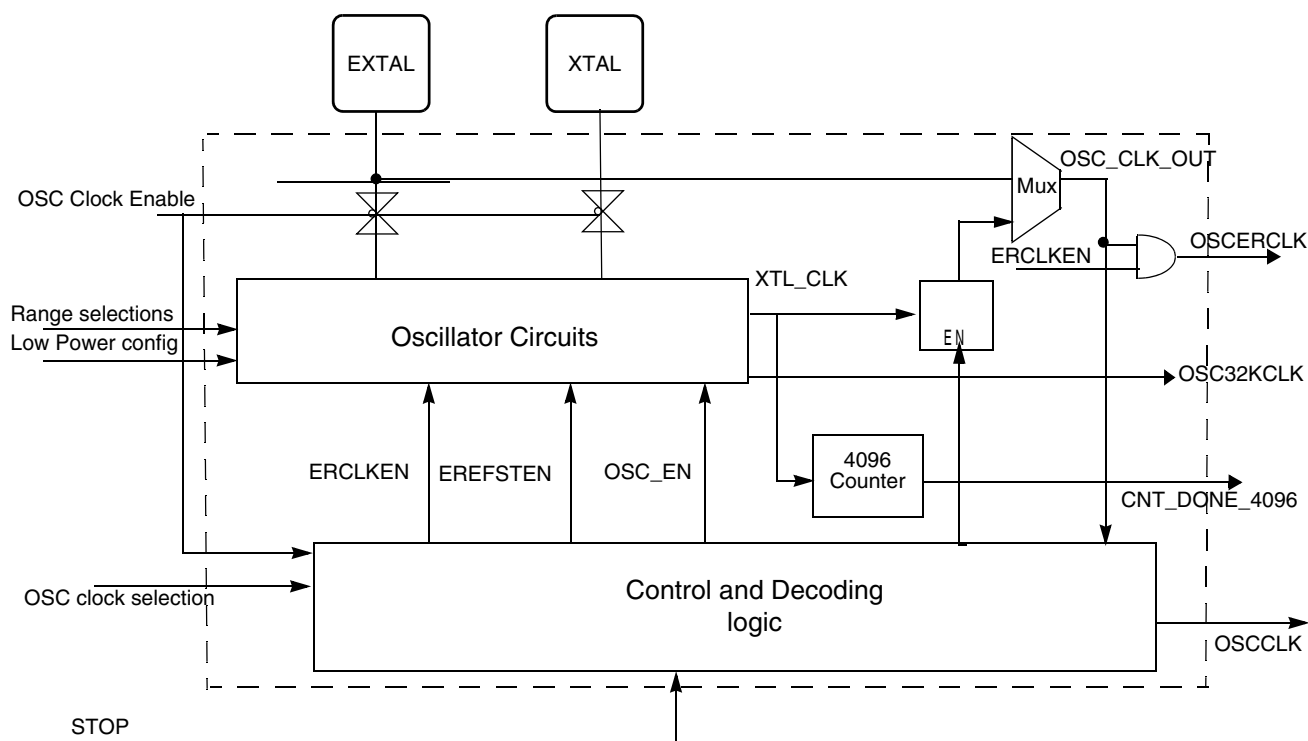 EXTAL
XTAL
OSC_CLK_OUT
Mux
OSC Clock Enable
OSCERCLK
ERCLKEN
XTL_CLK
Range selections
Oscillator Circuits
EN
Low Power config
OSC32KCLK
4096
Counter
ERCLKEN
EREFSTEN
OSC_EN
CNT_DONE_4096
Control and Decoding
logic
OSC clock selection
OSCCLK
STOP